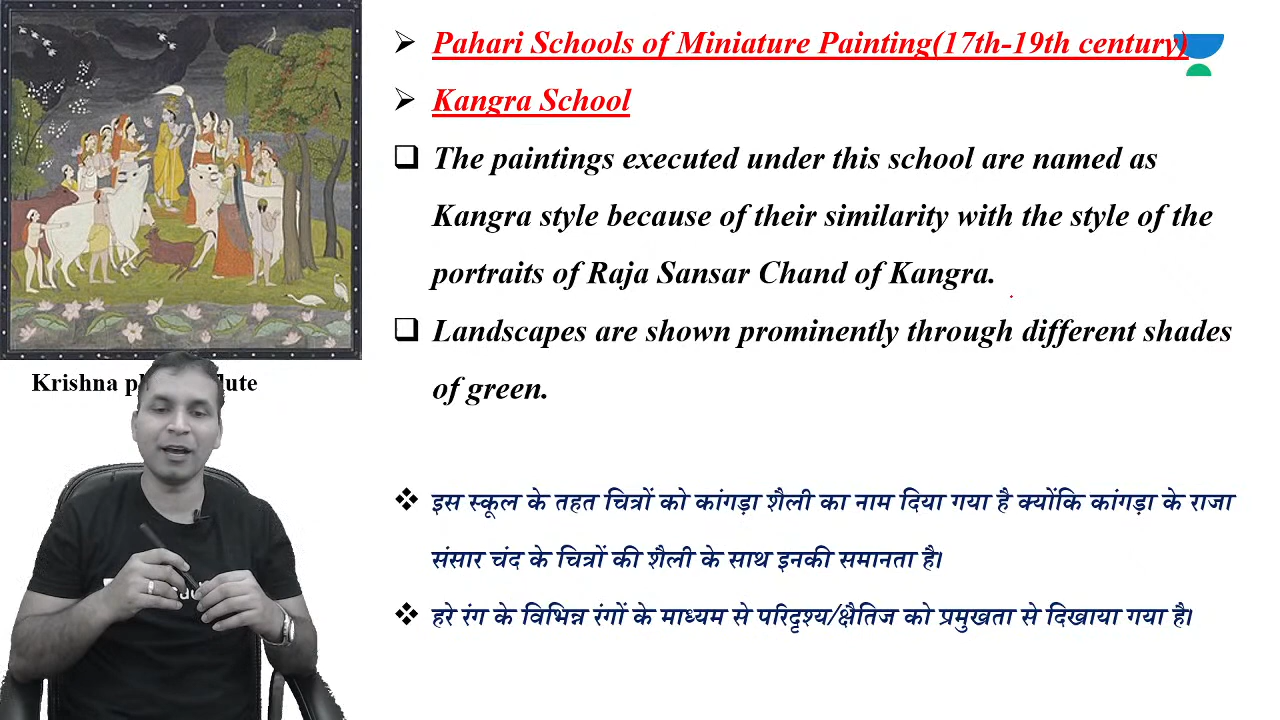 Pahari Schools of Miniature Painting(17th-19th century)
Kangra School
The paintings executed under this school are named as
Kangra style because of their similarity with the style of the
portraits of Raja Sansar Chand of Kangra.
Landscapes are shown prominently through different shades
of green.
Krishna
इस स्कूल के तहत चित्रों को कांगड़ा शैली का नाम दिया गया है क्योंकि कांगड़ा के राजा
संसार चंद के चित्रों की शैली के साथ इनकी समानता है।
हरे रंग के विभिन्न रंगों के माध्यम से परिदृश्य/क्षैतिज को प्रमुखता से दिखाया गया है।